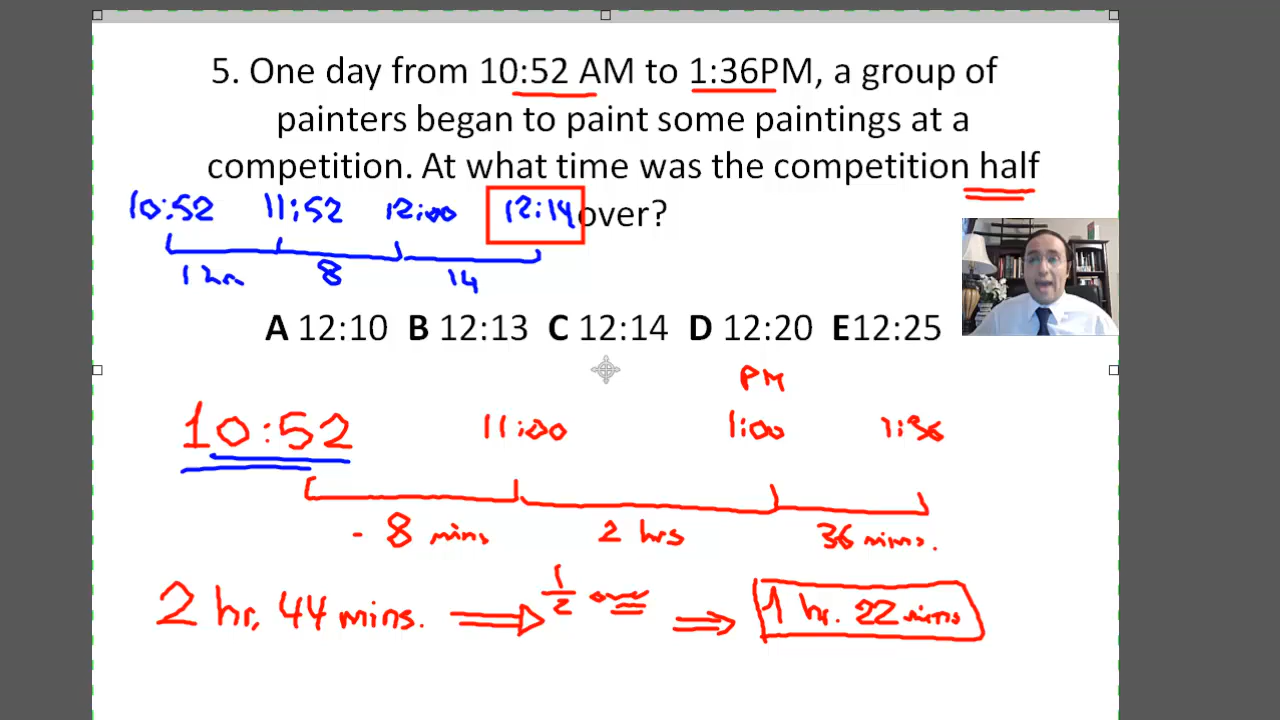 5. One day from 10:52 AM to 1:36PM, a group of
painters began to paint some paintings at a
competition. At what time was the competition half
over?
10:52 11:52 12:00 12:14
1 hr 8 14
A 12:10 B 12:13 C 12:14 D 12:20 E12:25
PM
10:52 11:00 1:00 1:36
- 8 mins 2 hrs 36 mins.
2 hr, 44 mins. 1/2 over 1 hr. 22 mins